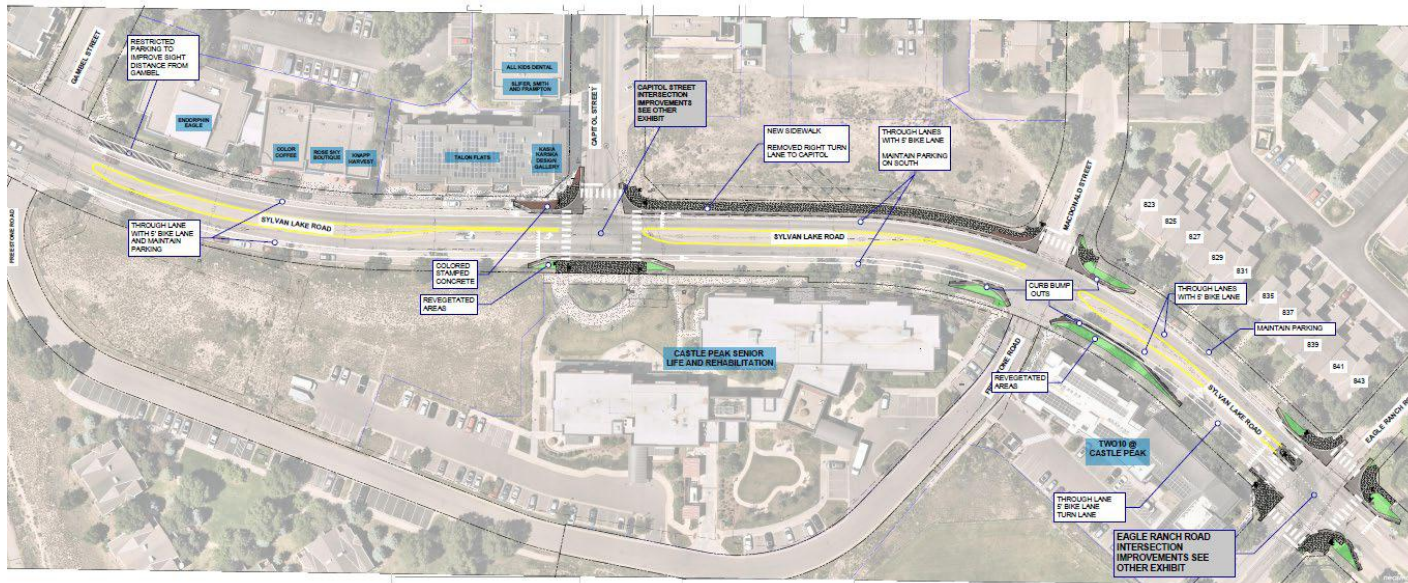 GAMBEL STREET
RESTRICTED
PARKING TO
IMPROVE SIGHT
DISTANCE FROM
GAMBEL
ENDORPHIN
EAGLE
COLOR
COFFEE
ROSE SKY
BOUTIQUE
KNAPP
HARVEST
TALON FLATS
ALL KIDS DENTAL
SLIFER, SMITH
AND FRAMPTON
KASIA
KARSKA
DESIGN
GALLERY
CAPITOL STREET
CAPITOL STREET
INTERSECTION
IMPROVEMENTS
SEE OTHER
EXHIBIT
NEW SIDEWALK
REMOVED RIGHT TURN
LANE TO CAPITOL
THROUGH LANES
WITH 5' BIKE LANE
MAINTAIN PARKING
ON SOUTH
MACDONALD STREET
823
825
827
829
831
835
837
839
841
843
FREESTONE ROAD
SYLVAN LAKE ROAD
SYLVAN LAKE ROAD
THROUGH LANE
WITH 5' BIKE LANE
AND MAINTAIN
PARKING
COLORED
STAMPED
CONCRETE
REVEGETATED
AREAS
CURB BUMP
OUTS
THROUGH LANES
WITH 5' BIKE LANE
MAINTAIN PARKING
CASTLE PEAK SENIOR
LIFE AND REHABILITATION
REVEGETATED
AREAS
SYLVAN LAKE ROAD
TWO10 @
CASTLE PEAK
THROUGH LANE
5' BIKE LANE
TURN LANE
EAGLE RANCH ROAD
INTERSECTION
IMPROVEMENTS SEE
OTHER EXHIBIT